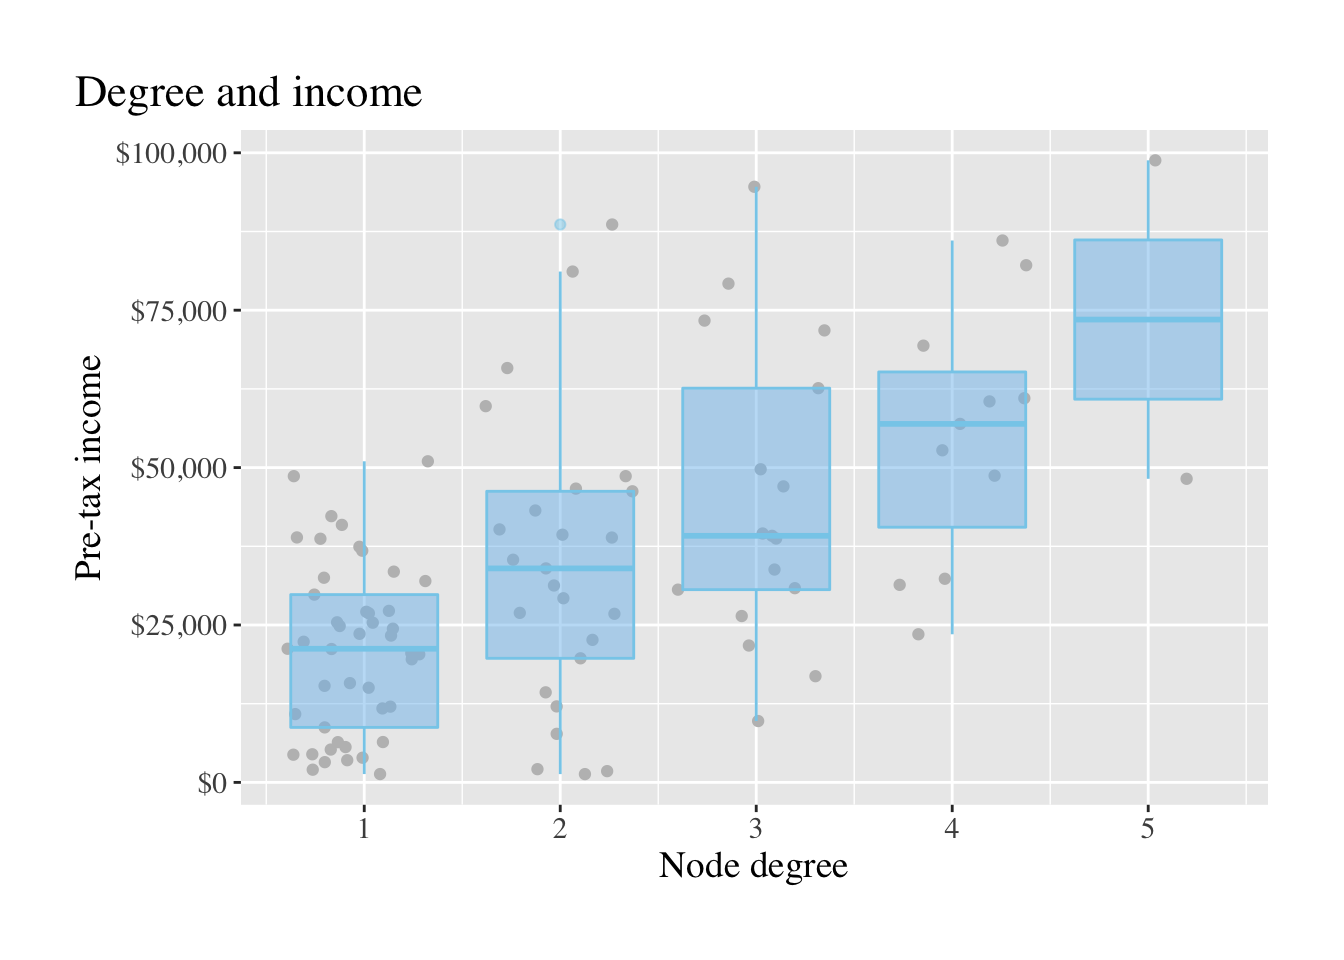 Degree and income
$100,000
$75,000
$50,000
$25,000
$0
Pre-tax income
1 2 3 4 5
Node degree